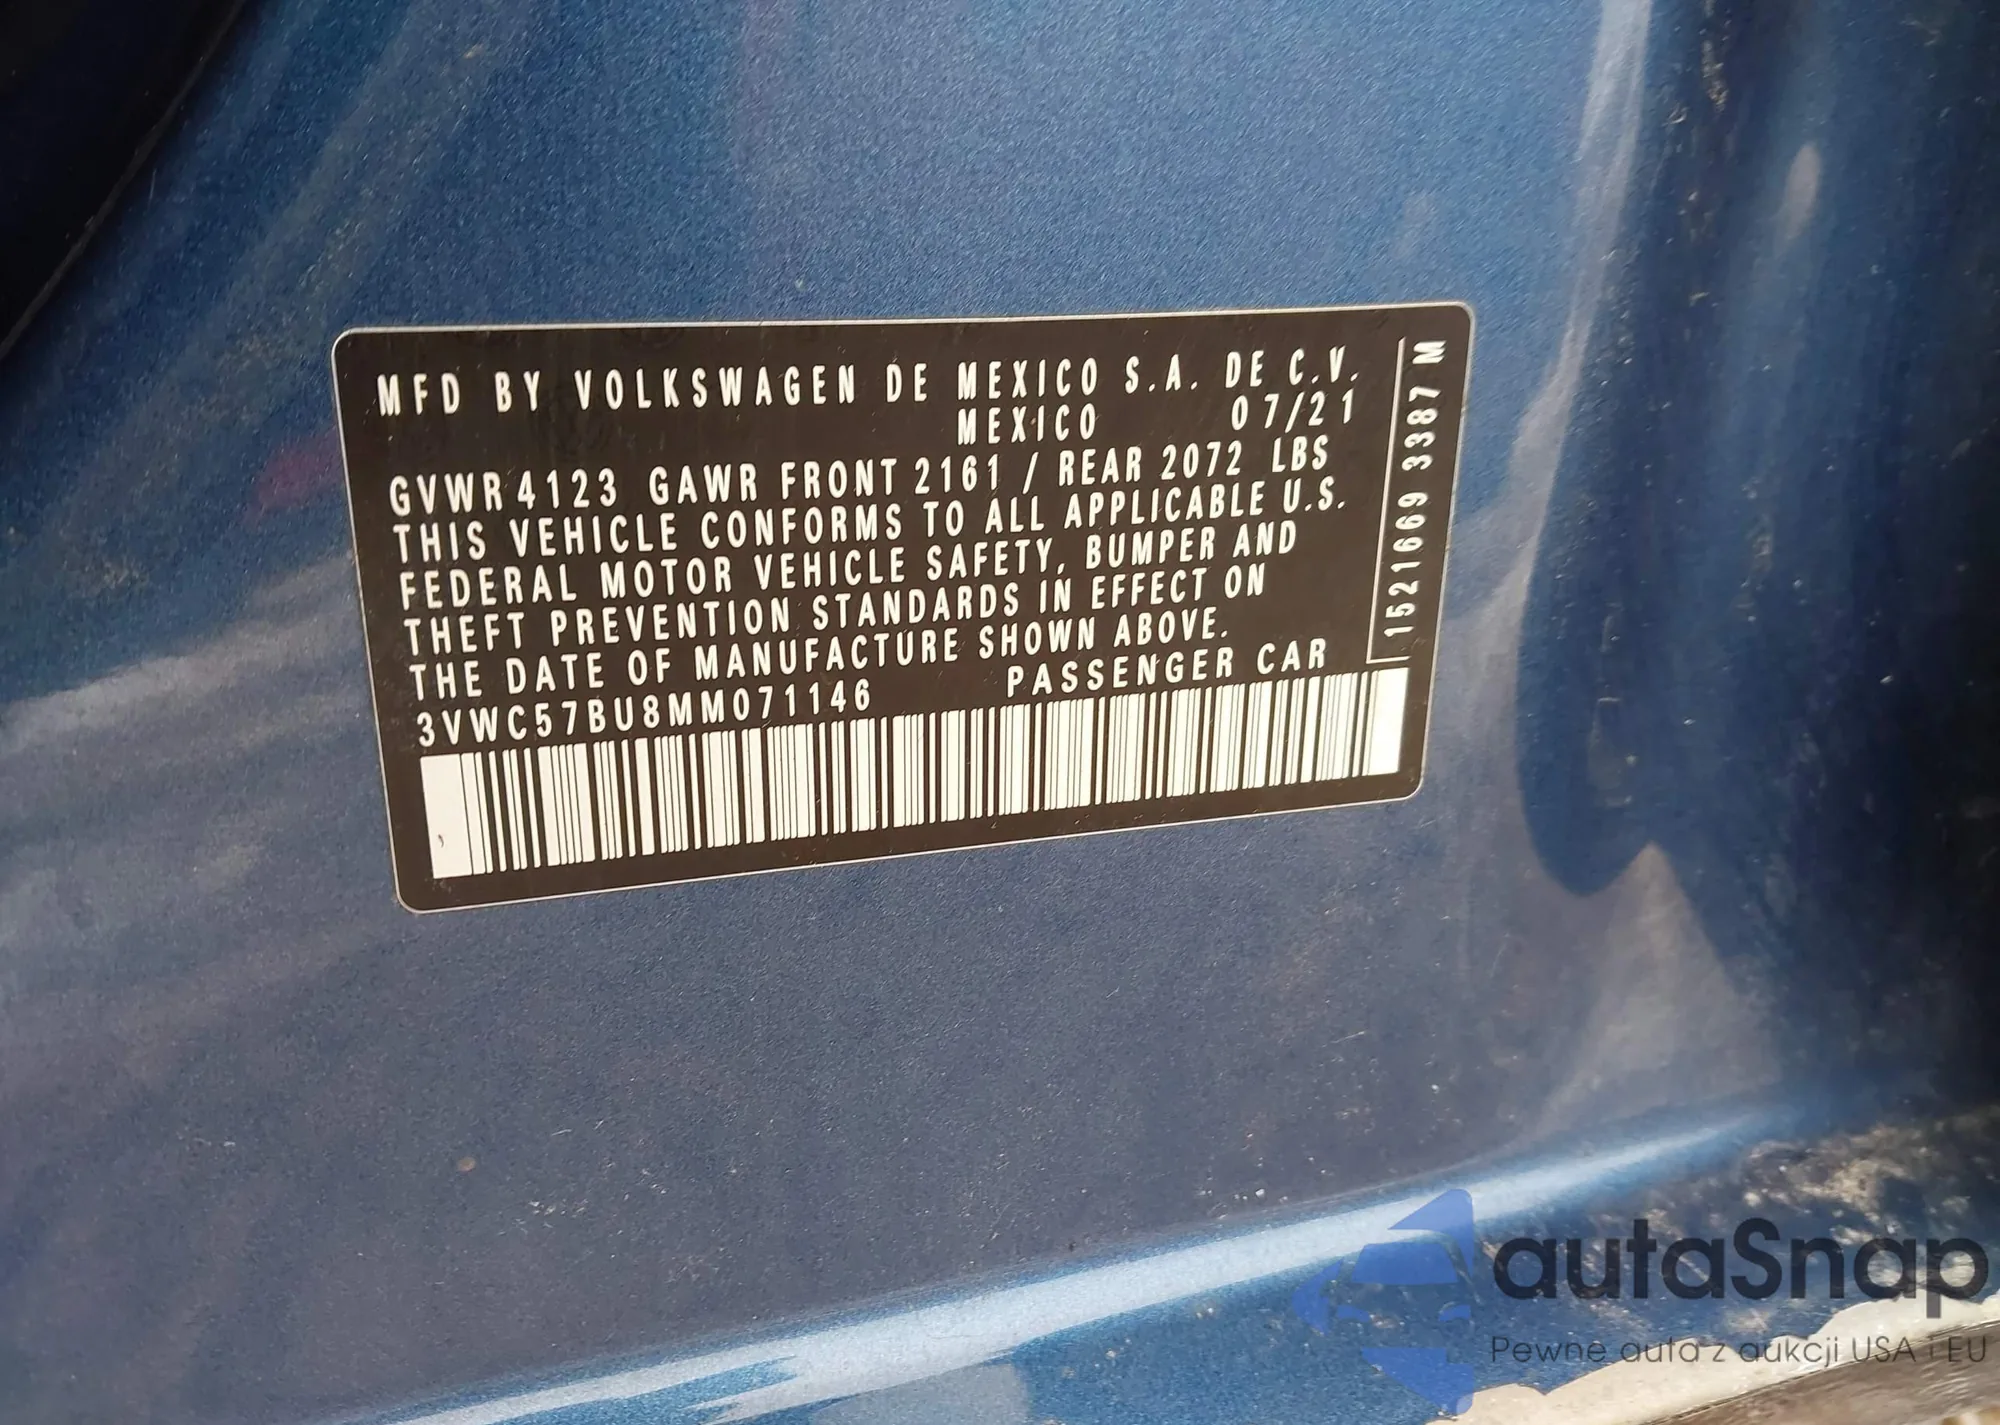 MFD BY VOLKSWAGEN DE MEXICO S.A. DE C.V.
MEXICO 07/21
GVWR 4123 GAWR FRONT 2161 / REAR 2072 LBS
THIS VEHICLE CONFORMS TO ALL APPLICABLE U.S.
FEDERAL MOTOR VEHICLE SAFETY, BUMPER AND
THEFT PREVENTION STANDARDS IN EFFECT ON
THE DATE OF MANUFACTURE SHOWN ABOVE.
3VWC57BU8MM071146 PASSENGER CAR
1521669 3387 M
autaSnap
Pewne auta z aukcji USA i EU